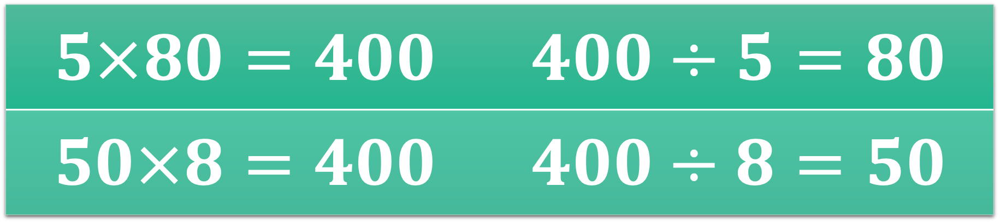 5×80 = 400 400 ÷ 5 = 80
50×8 = 400 400 ÷ 8 = 50